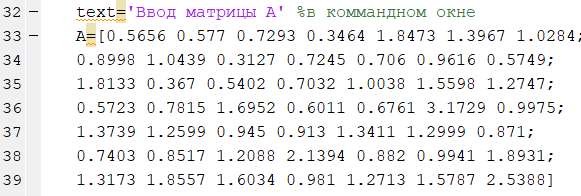 32 — text='Ввод матрицы А' %в коммандном окне
33 — A=[0.5656 0.577 0.7293 0.3464 1.8473 1.3967 1.0284;
34 0.8998 1.0439 0.3127 0.7245 0.706 0.9616 0.5749;
35 1.8133 0.367 0.5402 0.7032 1.0038 1.5598 1.2747;
36 0.5723 0.7815 1.6952 0.6011 0.6761 3.1729 0.9975;
37 1.3739 1.2599 0.945 0.913 1.3411 1.2999 0.871;
38 0.7403 0.8517 1.2088 2.1394 0.882 0.9941 1.8931;
39 1.3173 1.8557 1.6034 0.981 1.2713 1.5787 2.5388]